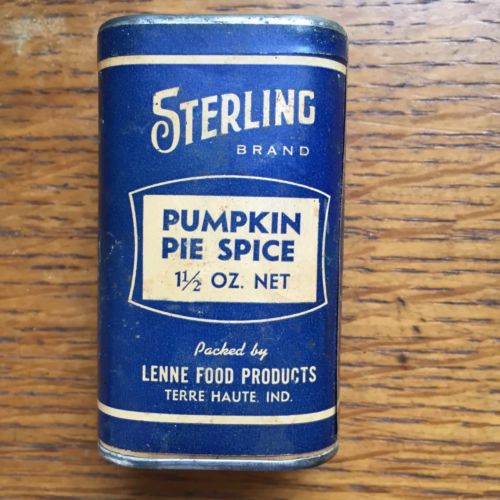 STERLING
BRAND
PUMPKIN
PIE SPICE
1½ OZ. NET
Packed by
LENNE FOOD PRODUCTS
TERRE HAUTE, IND.